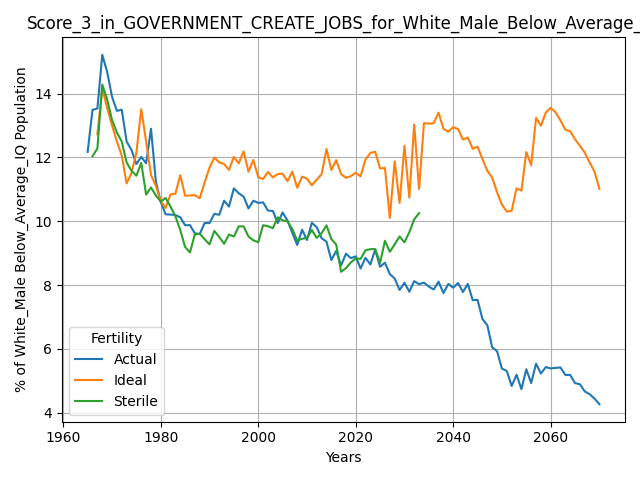 Score_3_in_GOVERNMENT_CREATE_JOBS_for_White_Male_Below_Average_
% of White_Male Below_Average_IQ Population
14
12
10
8
6
4
Fertility
Actual
Ideal
Sterile
1960 1980 2000 2020 2040 2060
Years